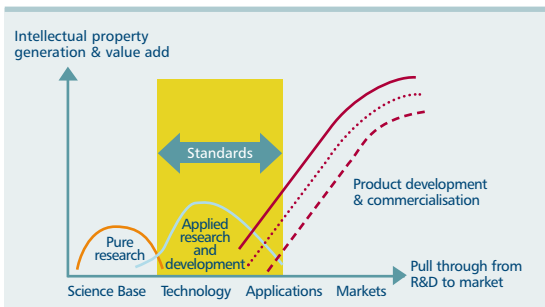 Intellectual property
generation & value add
Standards
Pure
research
Applied
research
and
development
Product development
& commercialisation
Pull through from
R&D to market
Science Base
Technology
Applications
Markets